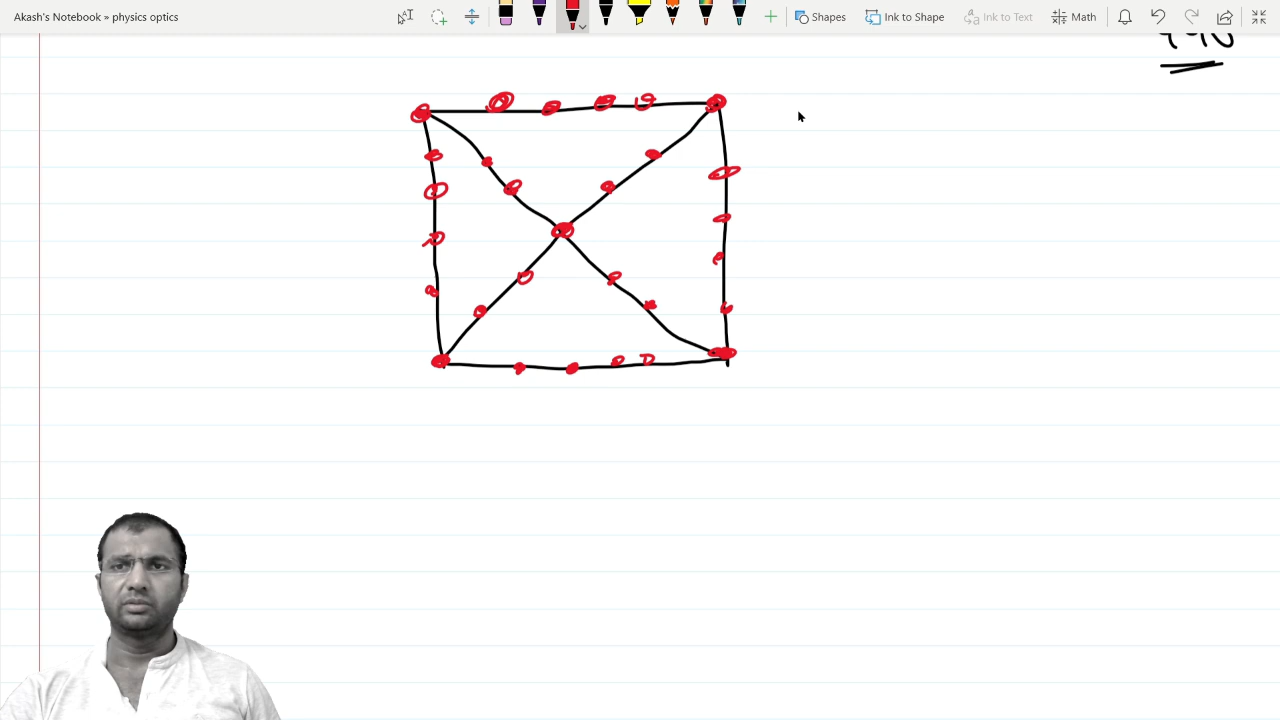 Akash's Notebook » physics optics
Shapes
Ink to Shape
Ink to Text
Math